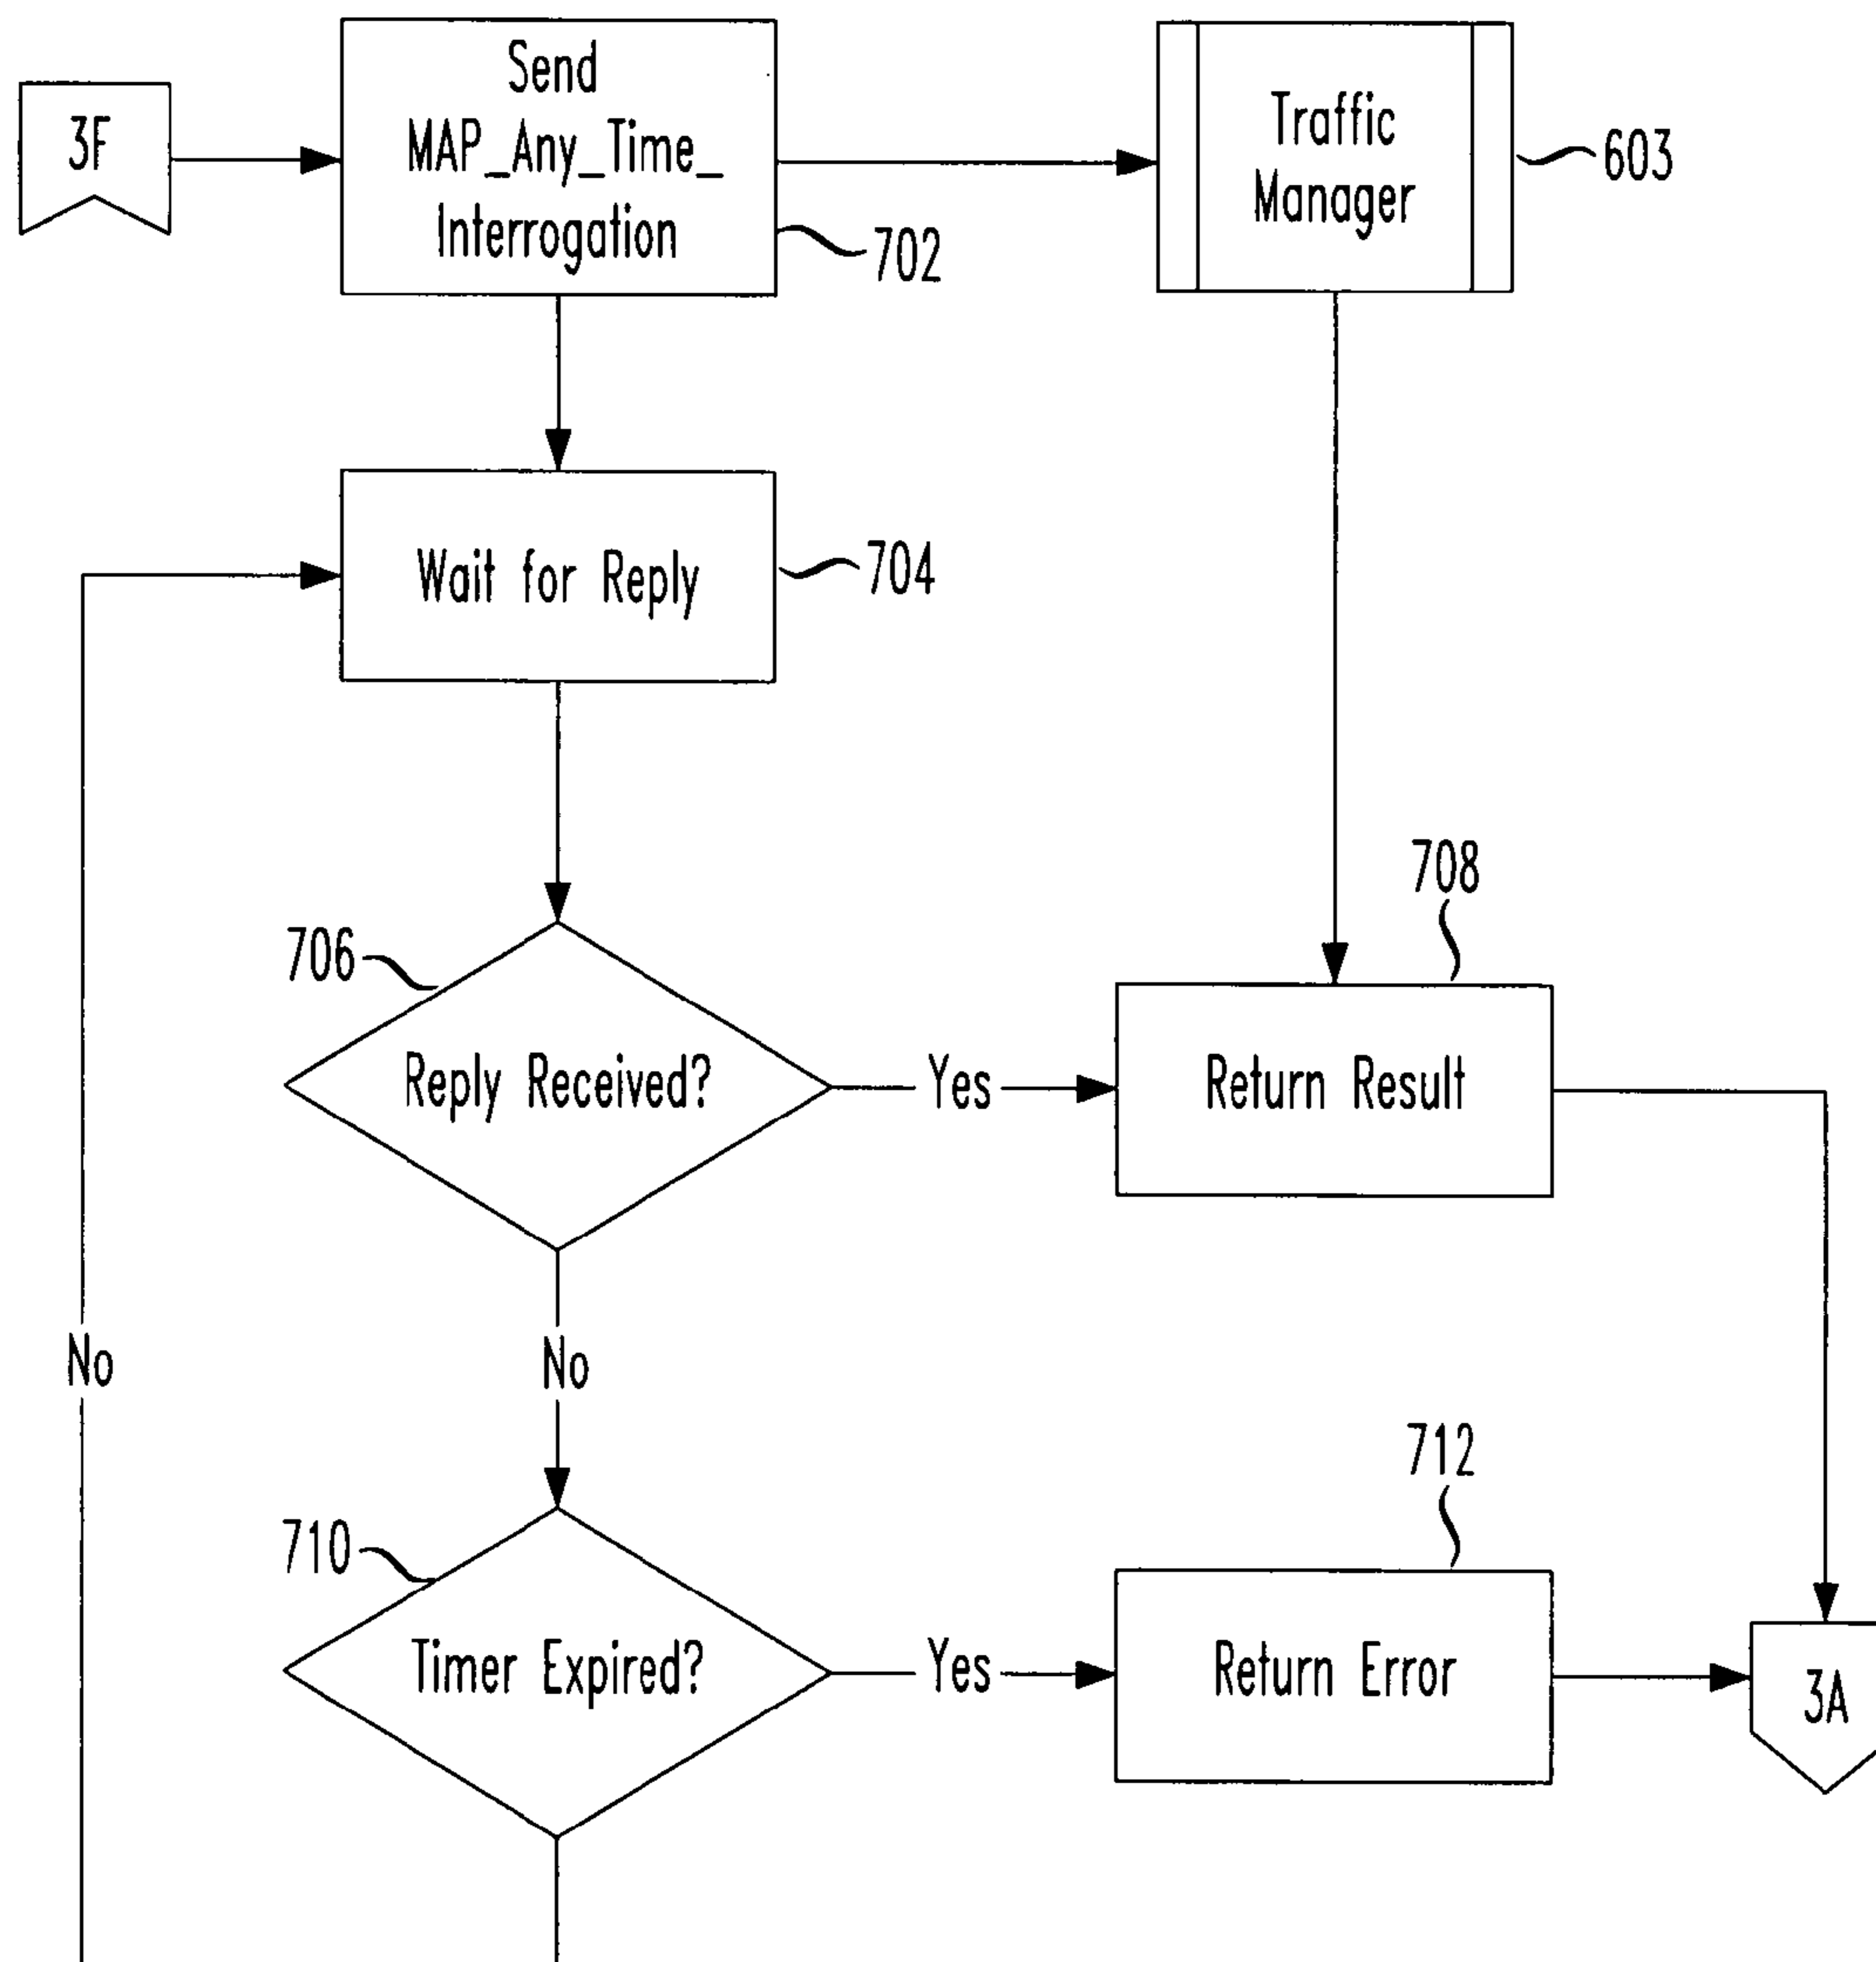 3F
Send
MAP_Any_Time_
Interrogation
702
Traffic
Manager
603
Wait for Reply
704
706
Reply Received?
Yes
708
Return Result
No
No
710
Timer Expired?
Yes
712
Return Error
3A